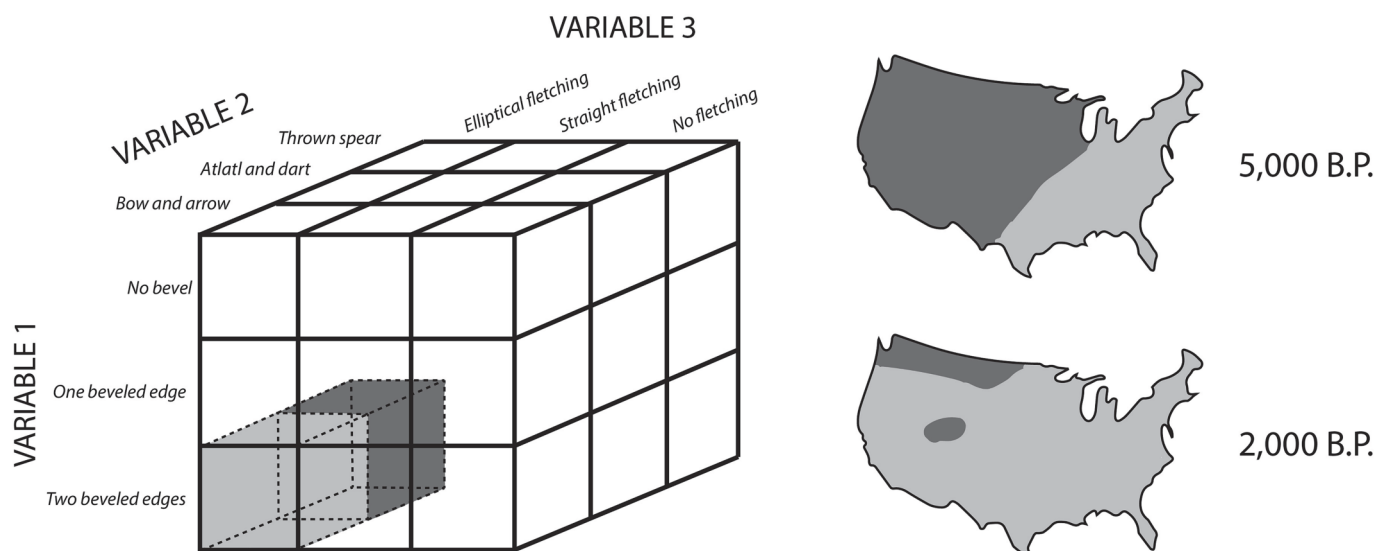 VARIABLE 3
VARIABLE 2
Elliptical fletching
Straight fletching
No fletching
Thrown spear
Atlatl and dart
Bow and arrow
VARIABLE 1
No bevel
One beveled edge
Two beveled edges
5,000 B.P.
2,000 B.P.